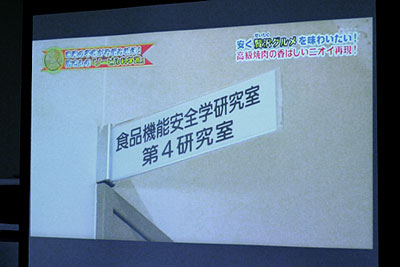 安く贅沢グルメを味わいたい!
高級焼肉の香ばしいニオイ再現!
食品機能安全学研究室
第4研究室